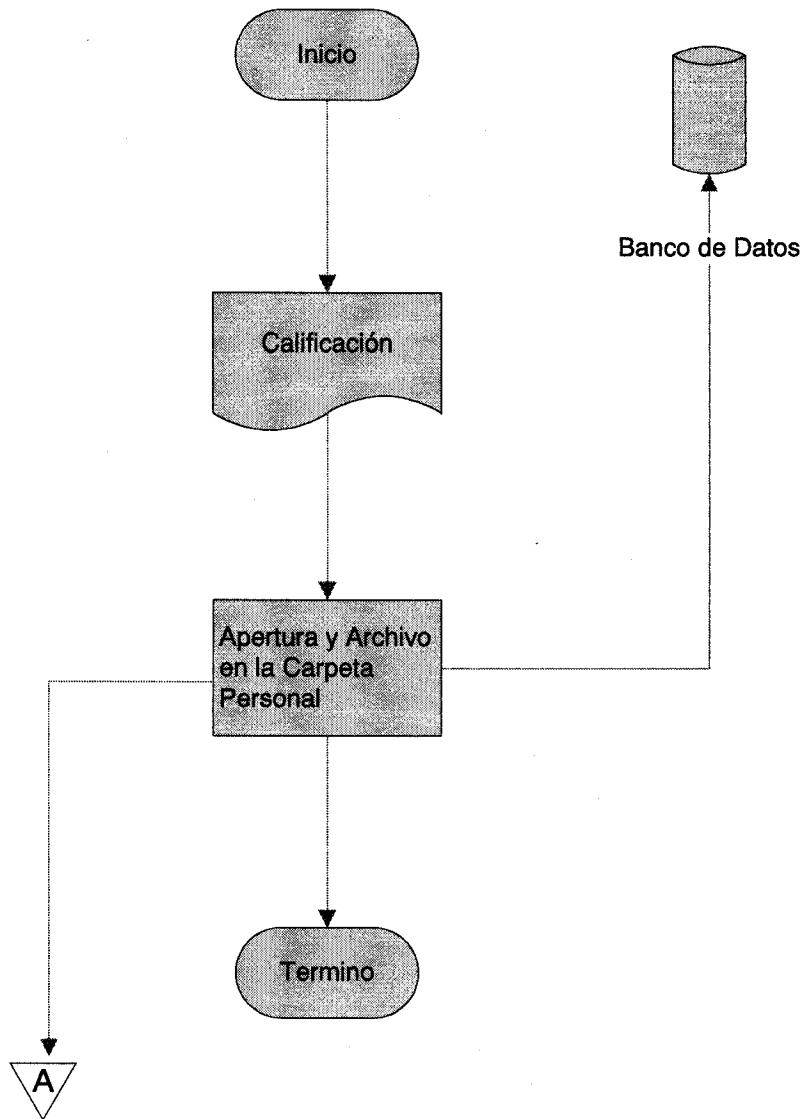 Inicio
Banco de Datos
Calificación
Apertura y Archivo
en la Carpeta
Personal
Termino
A